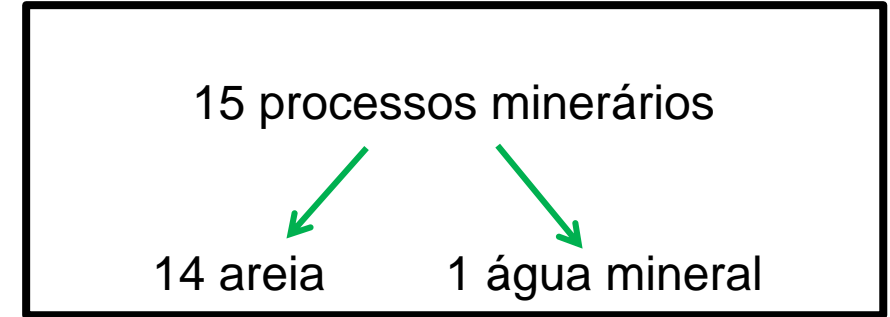 15 processos minerários
14 areia 1 água mineral